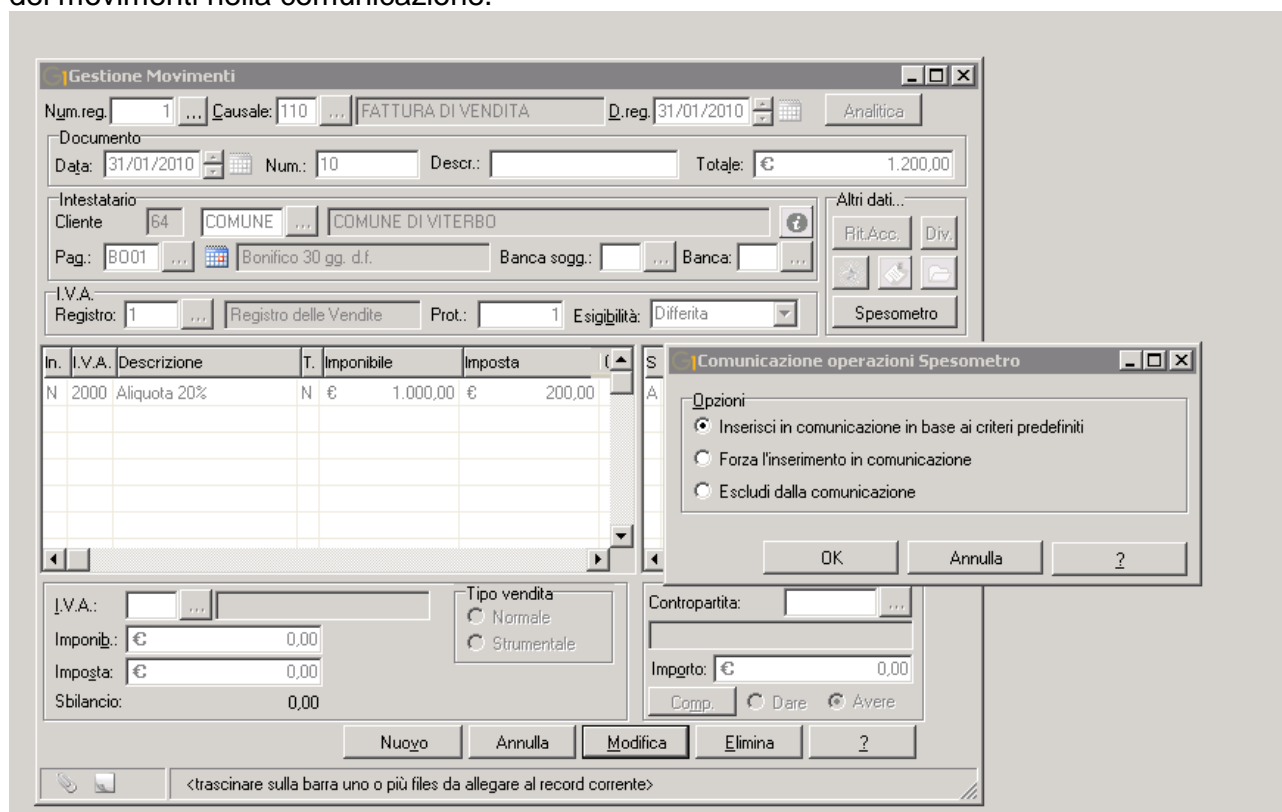 dei movimenti nella comunicazione.
G1 Gestione Movimenti
Num.reg. 1 ... Causale: 110 ... FATTURA DI VENDITA D.reg. 31/01/2010 Analitica
Documento
Data: 31/01/2010 Num.: 10 Descr.: Totale: € 1.200,00
Intestatario Altri dati...
Cliente 64 COMUNE ... COMUNE DI VITERBO Rit.Acc. Div.
Pag.: BO01 ... Bonifico 30 gg. d.f. Banca sogg.: ... Banca: ...
I.V.A.
Registro: 1 ... Registro delle Vendite Prot.: 1 Esigibilità: Differita Spesometro
In. I.V.A. Descrizione T. Imponibile Imposta S
N 2000 Aliquota 20% N € 1.000,00 € 200,00 A
G1 Comunicazione operazioni Spesometro
Opzioni
Inserisci in comunicazione in base ai criteri predefiniti
Forza l'inserimento in comunicazione
Escludi dalla comunicazione
OK Annulla ?
I.V.A.: ... Tipo vendita Contropartita: ...
Normale
Imponib.: € 0,00 Strumentale
Imposta: € 0,00 Importo: € 0,00
Sbilancio: 0,00 Comp. Dare Avere
Nuovo Annulla Modifica Elimina ?
<trascinare sulla barra uno o più files da allegare al record corrente>